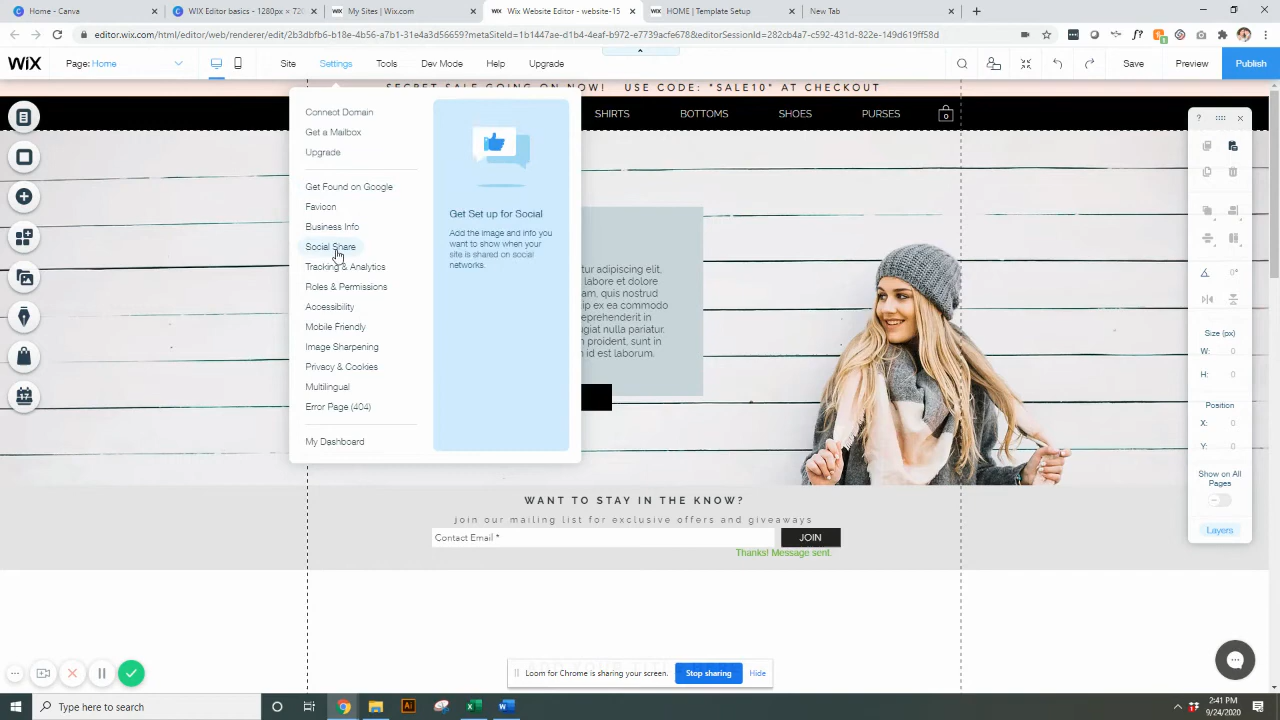 Home - Canva
WIX Editor basics - 1280px × 720
My Sites | Wix.com
Wix Website Editor - website-15
HOME | Template Setup
New Tab
editor.wix.com/html/editor/web/renderer/edit/2b3dbfb6-b18e-4b56-a7b1-31e4a3d56659?metaSiteId=1b1447ae-d1b4-4eaf-b972-e7739acfe678&editorSessionId=282cb4a7-c592-431d-822e-149d619ff58d
WiX
Page: Home
Site
Settings
Tools
Dev Mode
Help
Upgrade
Save
Preview
Publish
SECRET SALE GOING ON NOW! USE CODE: "SALE10" AT CHECKOUT
SHIRTS
BOTTOMS
SHOES
PURSES
0
Connect Domain
Get a Mailbox
Upgrade
Get Found on Google
Favicon
Business Info
Social Share
Tracking & Analytics
Roles & Permissions
Accessibility
Mobile Friendly
Image Sharpening
Privacy & Cookies
Multilingual
Error Page (404)
My Dashboard
Get Set up for Social
Add the image and info you
want to show when your
site is shared on social
networks.
tur adipiscing elit,
labore et dolore
am, quis nostrud
ip ex ea commodo
eprehenderit in
ugiat nulla pariatur.
n proident, sunt in
n id est laborum.
?
0°
Size (px)
W: 0
H: 0
Position
X: 0
Y: 0
Show on All
Pages
Layers
17
WANT TO STAY IN THE KNOW?
join our mailing list for exclusive offers and giveaways
Contact Email *
JOIN
Thanks! Message sent.
Loom for Chrome is sharing your screen.
Stop sharing
Hide
Type here to search
2:41 PM
9/24/2020